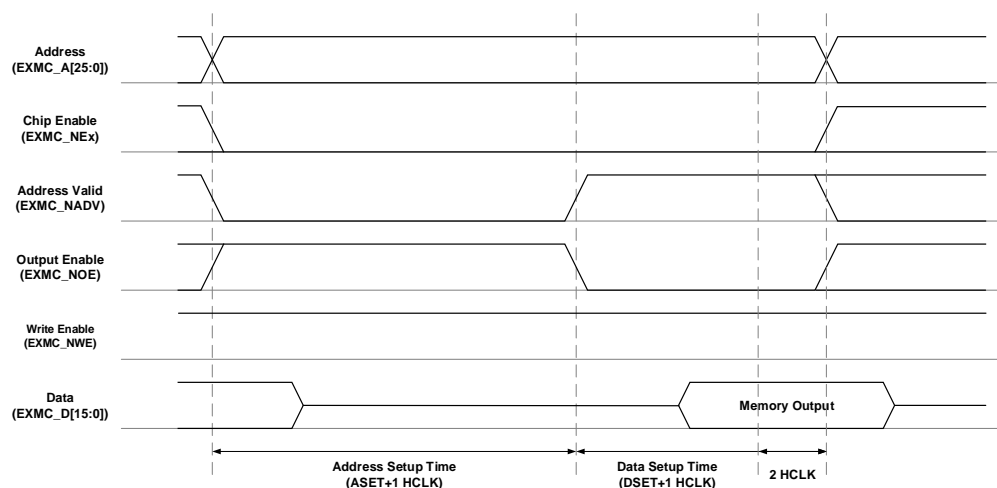 Address
(EXMC_A[25:0])
Chip Enable
(EXMC_NEx)
Address Valid
(EXMC_NADV)
Output Enable
(EXMC_NOE)
Write Enable
(EXMC_NWE)
Data
(EXMC_D[15:0])
Memory Output
Address Setup Time
(ASET+1 HCLK)
Data Setup Time
(DSET+1 HCLK)
2 HCLK